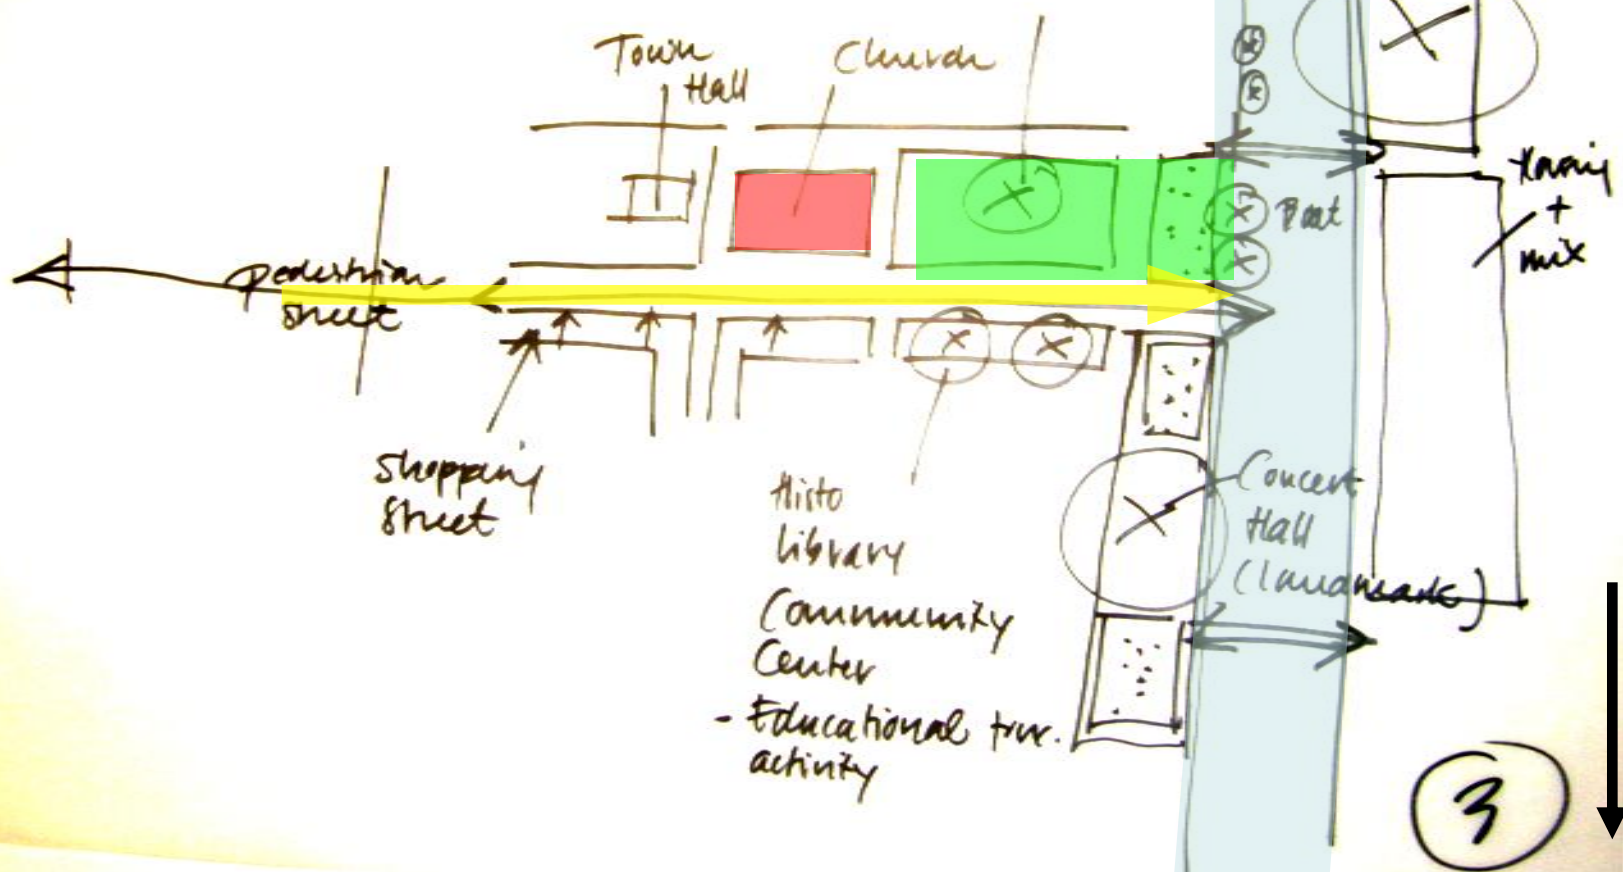 Town
Hall
Church
pedestrian
street
Boat
+
mix
shopping
street
Histo
library
Community
Center
- Educational
activity
Concert
Hall
(landmark)
3